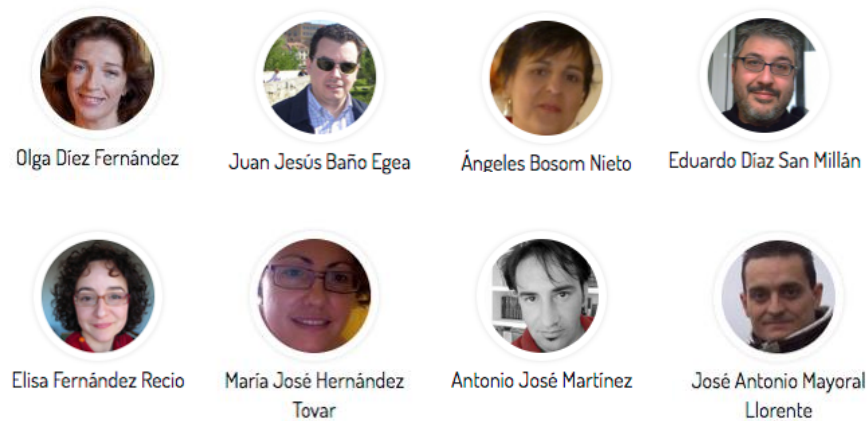 Olga Díez Fernández
Juan Jesús Baño Egea
Ángeles Bosom Nieto
Eduardo Díaz San Millán
Elisa Fernández Recio
María José Hernández
Tovar
Antonio José Martínez
José Antonio Mayoral
Llorente